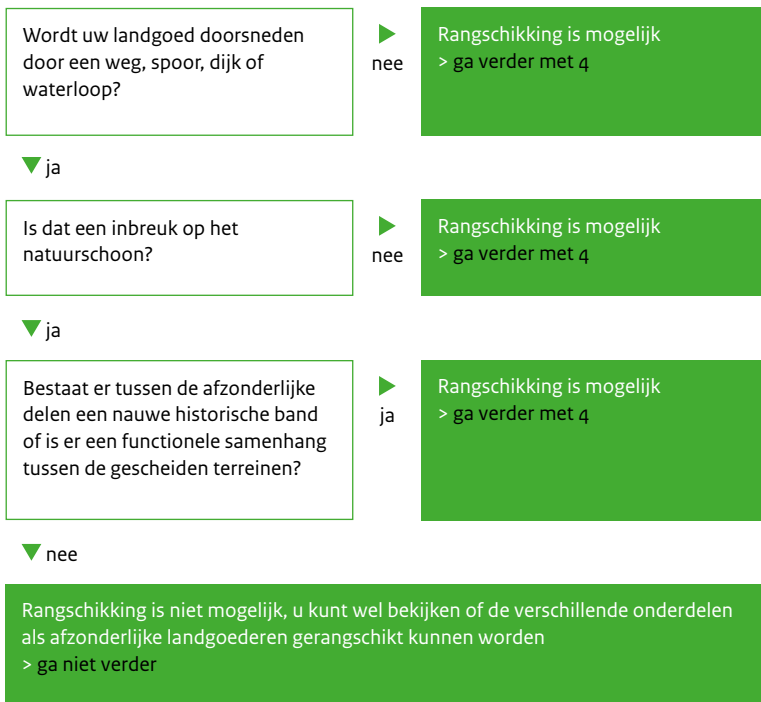 Wordt uw landgoed doorsneden
door een weg, spoor, dijk of
waterloop?
nee
Rangschikking is mogelijk
> ga verder met 4
ja
Is dat een inbreuk op het
natuurschoon?
nee
Rangschikking is mogelijk
> ga verder met 4
ja
Bestaat er tussen de afzonderlijke
delen een nauwe historische band
of is er een functionele samenhang
tussen de gescheiden terreinen?
ja
Rangschikking is mogelijk
> ga verder met 4
nee
Rangschikking is niet mogelijk, u kunt wel bekijken of de verschillende onderdelen
als afzonderlijke landgoederen gerangschikt kunnen worden
> ga niet verder